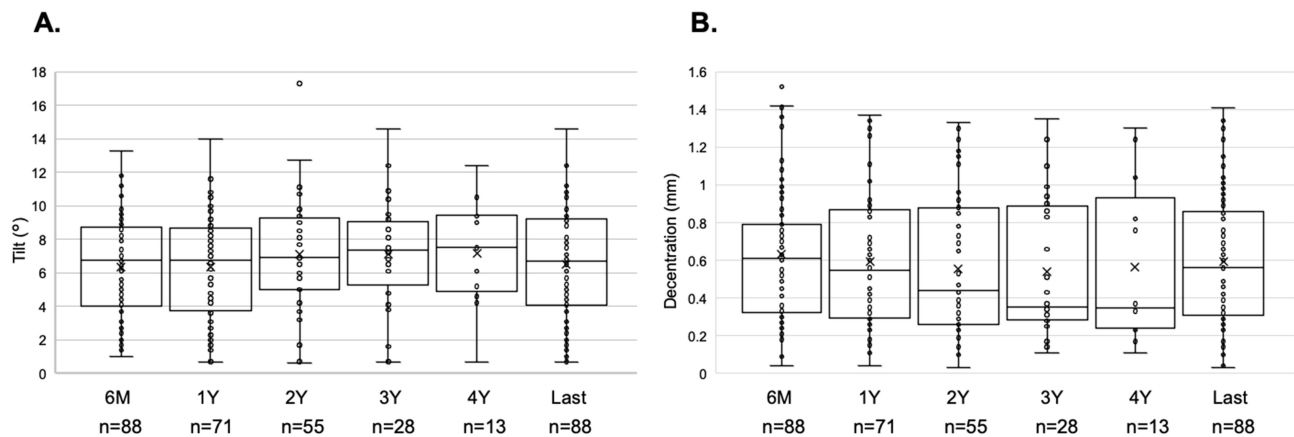 A.
B.
Tilt (°)
18
16
14
12
10
8
6
4
2
0
6M 1Y 2Y 3Y 4Y Last
n=88 n=71 n=55 n=28 n=13 n=88
Decentration (mm)
1.6
1.4
1.2
1
0.8
0.6
0.4
0.2
0
6M 1Y 2Y 3Y 4Y Last
n=88 n=71 n=55 n=28 n=13 n=88